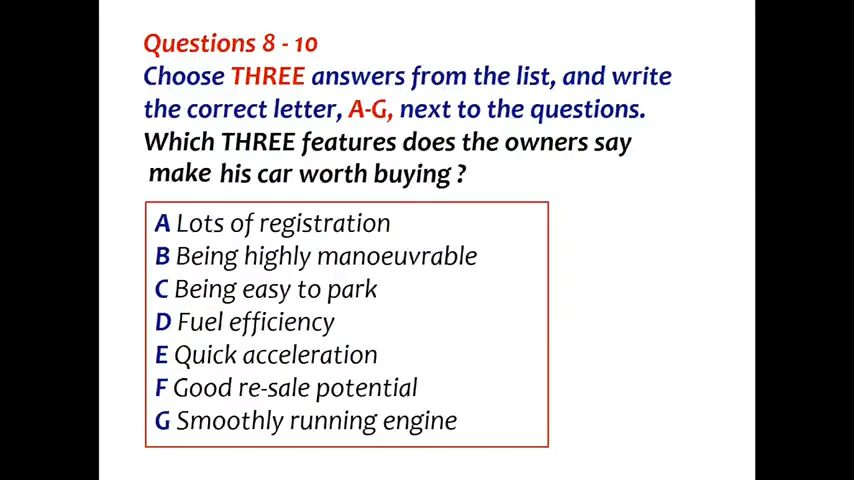 Questions 8 - 10
Choose THREE answers from the list, and write
the correct letter, A-G, next to the questions.
Which THREE features does the owners say
make his car worth buying ?
A Lots of registration
B Being highly manoeuvrable
C Being easy to park
D Fuel efficiency
E Quick acceleration
F Good re-sale potential
G Smoothly running engine